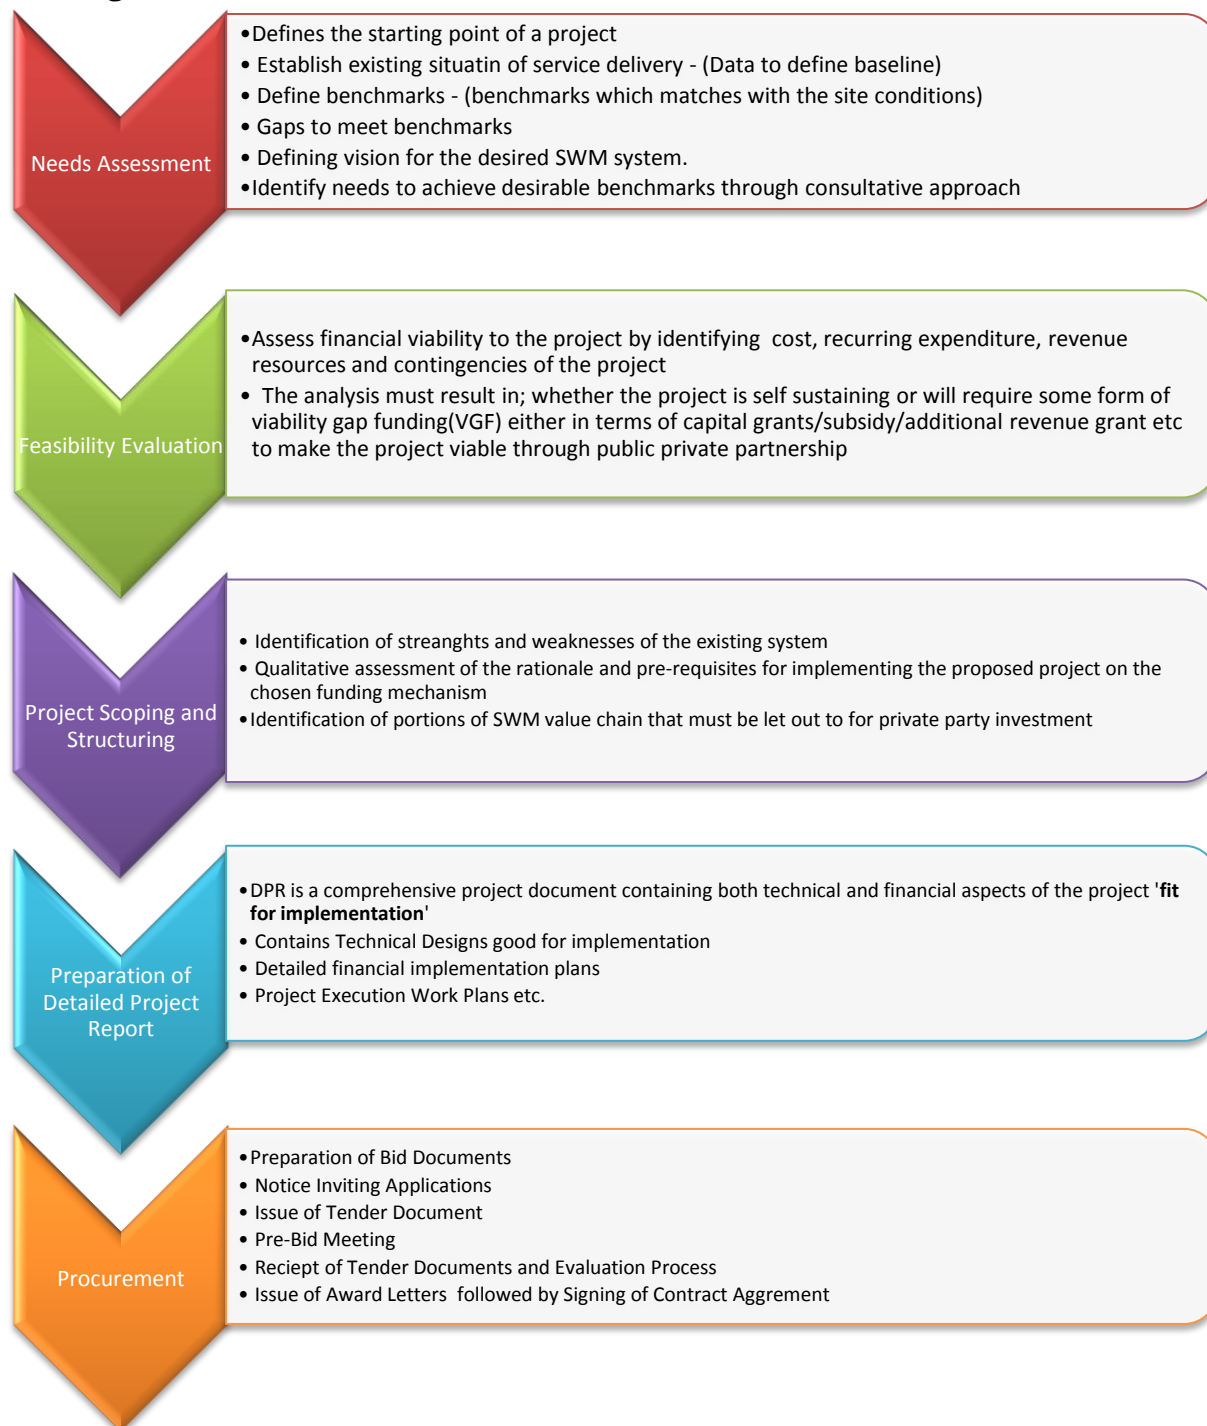 Needs Assessment
•Defines the starting point of a project
• Establish existing situatin of service delivery - (Data to define baseline)
• Define benchmarks - (benchmarks which matches with the site conditions)
• Gaps to meet benchmarks
• Defining vision for the desired SWM system.
•Identify needs to achieve desirable benchmarks through consultative approach
Feasibility Evaluation
•Assess financial viability to the project by identifying cost, recurring expenditure, revenue
resources and contingencies of the project
• The analysis must result in; whether the project is self sustaining or will require some form of
viability gap funding(VGF) either in terms of capital grants/subsidy/additional revenue grant etc
to make the project viable through public private partnership
Project Scoping and
Structuring
• Identification of streanghts and weaknesses of the existing system
• Qualitative assessment of the rationale and pre-requisites for implementing the proposed project on the
chosen funding mechanism
•Identification of portions of SWM value chain that must be let out to for private party investment
Preparation of
Detailed Project
Report
•DPR is a comprehensive project document containing both technical and financial aspects of the project 'fit
for implementation'
• Contains Technical Designs good for implementation
• Detailed financial implementation plans
• Project Execution Work Plans etc.
Procurement
•Preparation of Bid Documents
• Notice Inviting Applications
• Issue of Tender Document
• Pre-Bid Meeting
• Reciept of Tender Documents and Evaluation Process
• Issue of Award Letters followed by Signing of Contract Aggrement